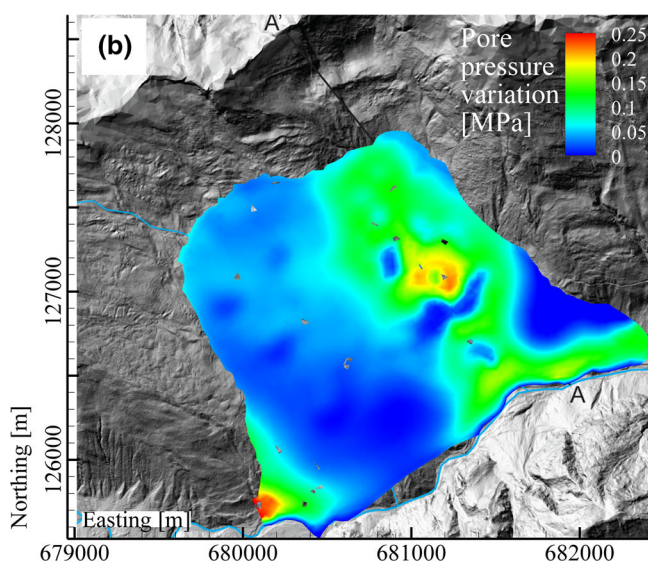 (b)
A'
Pore
pressure
variation
[MPa]
0.25
0.2
0.15
0.1
0.05
0
128000
127000
126000
Northing [m]
A
Easting [m]
679000
680000
681000
682000